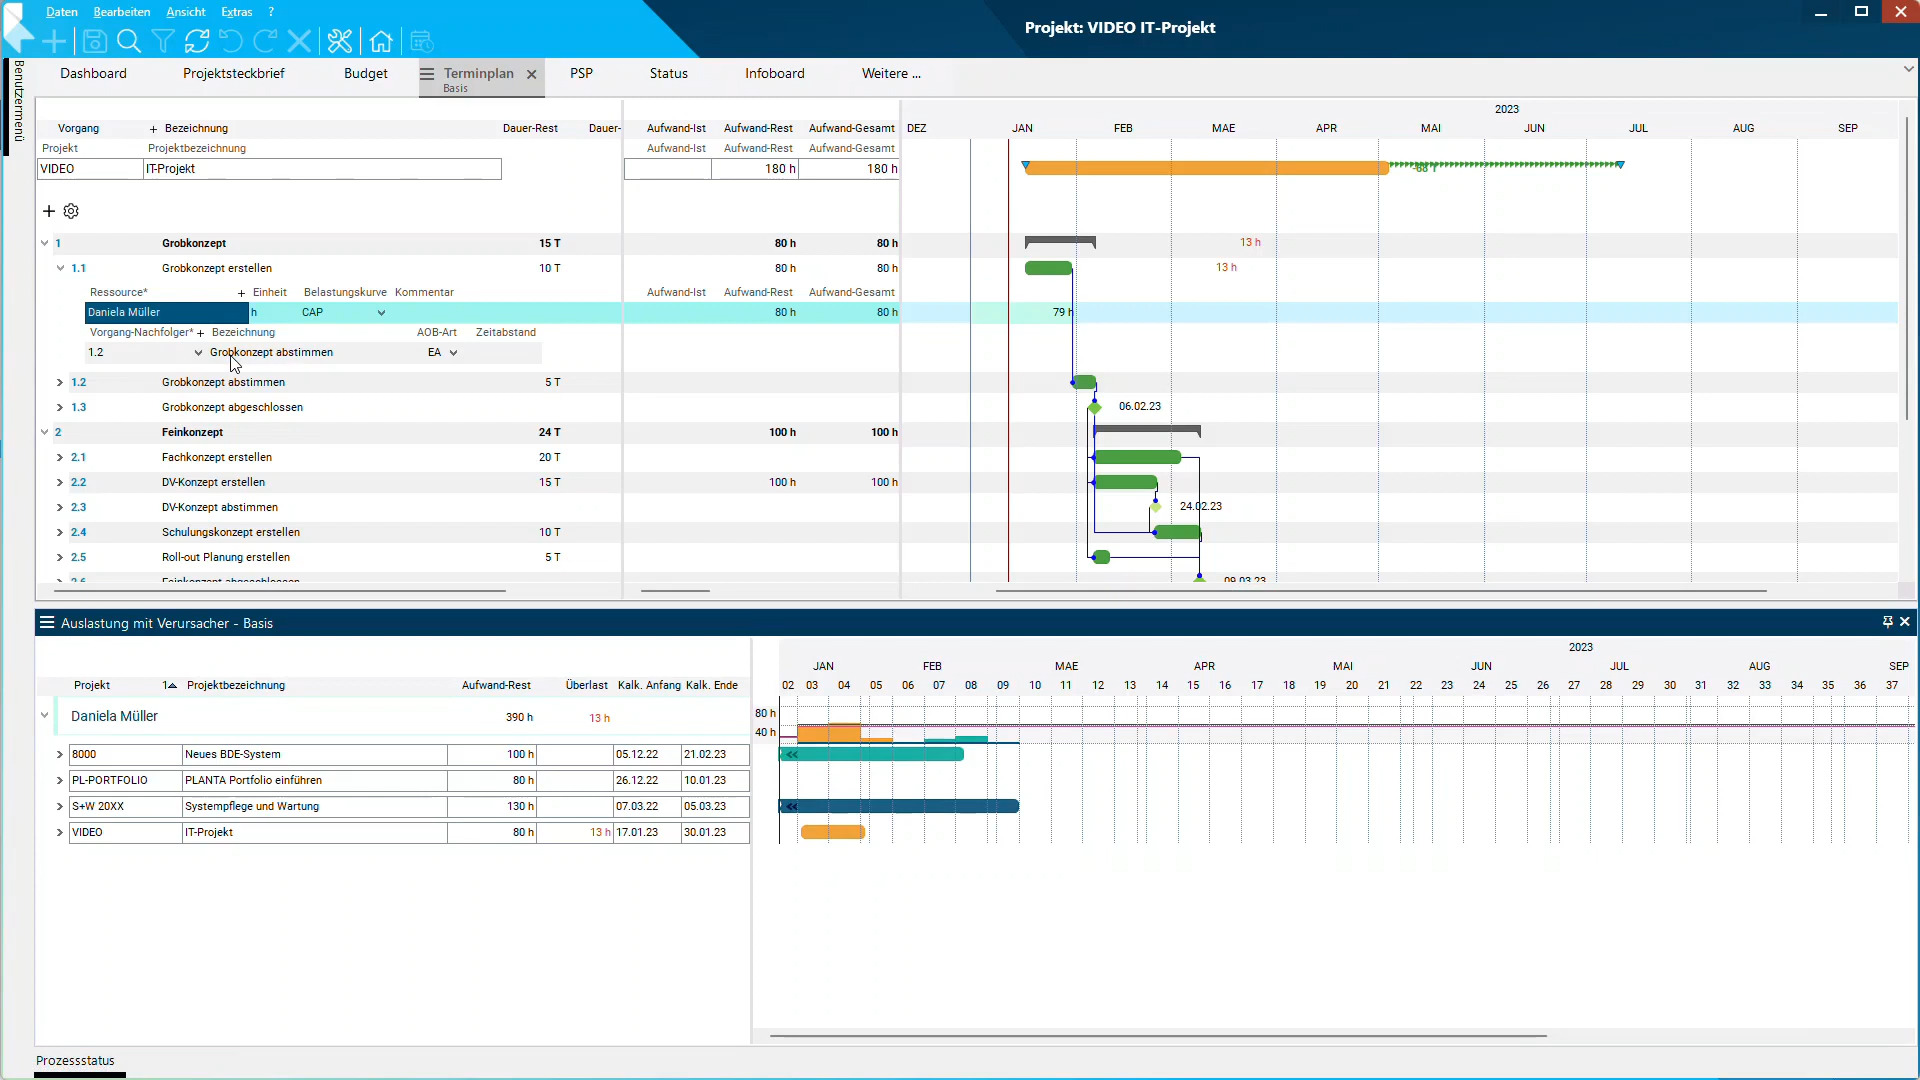 Daten Bearbeiten Ansicht Extras ?
Projekt: VIDEO IT-Projekt
Benutzermenü
Dashboard Projektsteckbrief Budget Terminplan PSP Status Infoboard Weitere ...
Basis
2023
Vorgang + Bezeichnung Dauer-Rest Dauer- Aufwand-Ist Aufwand-Rest Aufwand-Gesamt DEZ JAN FEB MAE APR MAI JUN JUL AUG SEP
Projekt Projektbezeichnung Aufwand-Ist Aufwand-Rest Aufwand-Gesamt
VIDEO IT-Projekt 180 h 180 h -68 T
1 Grobkonzept 15 T 80 h 80 h 13 h
1.1 Grobkonzept erstellen 10 T 80 h 80 h 13 h
Ressource* + Einheit Belastungskurve Kommentar Aufwand-Ist Aufwand-Rest Aufwand-Gesamt
Daniela Müller h CAP 80 h 80 h 79 h
Vorgang-Nachfolger* + Bezeichnung AOB-Art Zeitabstand
1.2 Grobkonzept abstimmen EA
1.2 Grobkonzept abstimmen 5 T
1.3 Grobkonzept abgeschlossen 06.02.23
2 Feinkonzept 24 T 100 h 100 h
2.1 Fachkonzept erstellen 20 T
2.2 DV-Konzept erstellen 15 T 100 h 100 h
2.3 DV-Konzept abstimmen 24.02.23
2.4 Schulungskonzept erstellen 10 T
2.5 Roll-out Planung erstellen 5 T
2.6 Feinkonzept abgeschlossen 09.03.23
Auslastung mit Verursacher - Basis
2023
JAN FEB MAE APR MAI JUN JUL AUG SEP
Projekt 1 Projektbezeichnung Aufwand-Rest Überlast Kalk. Anfang Kalk. Ende 02 03 04 05 06 07 08 09 10 11 12 13 14 15 16 17 18 19 20 21 22 23 24 25 26 27 28 29 30 31 32 33 34 35 36 37
Daniela Müller 390 h 13 h 80 h
40 h
8000 Neues BDE-System 100 h 05.12.22 21.02.23
PL-PORTFOLIO PLANTA Portfolio einführen 80 h 26.12.22 10.01.23
S+W 20XX Systempflege und Wartung 130 h 07.03.22 05.03.23
VIDEO IT-Projekt 80 h 13 h 17.01.23 30.01.23
Prozessstatus